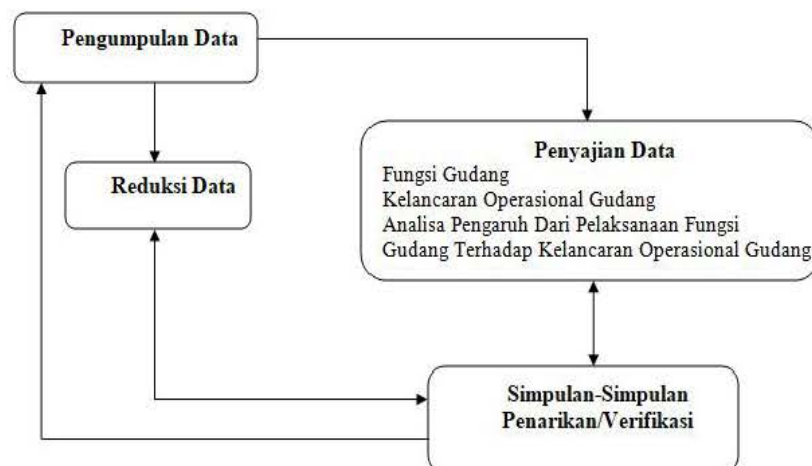 Pengumpulan Data
Reduksi Data
Penyajian Data
Fungsi Gudang
Kelancaran Operasional Gudang
Analisa Pengaruh Dari Pelaksanaan Fungsi
Gudang Terhadap Kelancaran Operasional Gudang
Simpulan-Simpulan
Penarikan/Verifikasi